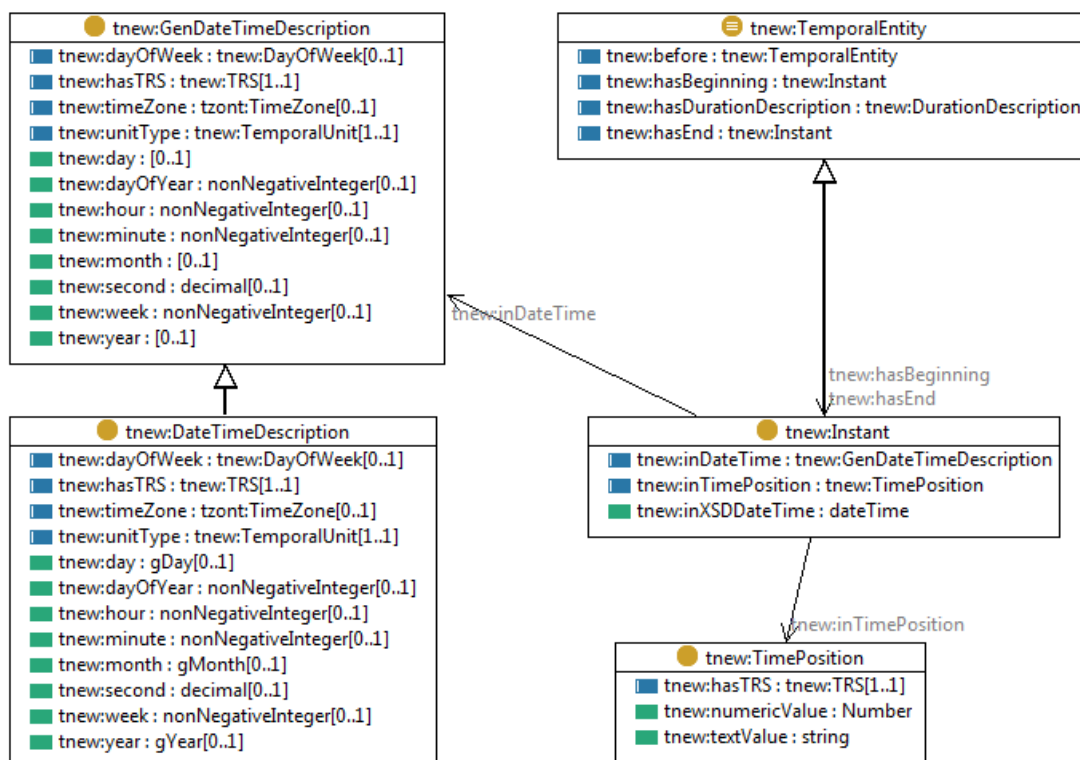 tnew:GenDateTimeDescription
tnew:dayOfWeek : tnew:DayOfWeek[0..1]
tnew:hasTRS : tnew:TRS[1..1]
tnew:timeZone : tzont:TimeZone[0..1]
tnew:unitType : tnew:TemporalUnit[1..1]
tnew:day : [0..1]
tnew:dayOfYear : nonNegativeInteger[0..1]
tnew:hour : nonNegativeInteger[0..1]
tnew:minute : nonNegativeInteger[0..1]
tnew:month : [0..1]
tnew:second : decimal[0..1]
tnew:week : nonNegativeInteger[0..1]
tnew:year : [0..1]
tnew:TemporalEntity
tnew:before : tnew:TemporalEntity
tnew:hasBeginning : tnew:Instant
tnew:hasDurationDescription : tnew:DurationDescription
tnew:hasEnd : tnew:Instant
tnew:inDateTime
tnew:hasBeginning
tnew:hasEnd
tnew:DateTimeDescription
tnew:dayOfWeek : tnew:DayOfWeek[0..1]
tnew:hasTRS : tnew:TRS[1..1]
tnew:timeZone : tzont:TimeZone[0..1]
tnew:unitType : tnew:TemporalUnit[1..1]
tnew:day : gDay[0..1]
tnew:dayOfYear : nonNegativeInteger[0..1]
tnew:hour : nonNegativeInteger[0..1]
tnew:minute : nonNegativeInteger[0..1]
tnew:month : gMonth[0..1]
tnew:second : decimal[0..1]
tnew:week : nonNegativeInteger[0..1]
tnew:year : gYear[0..1]
tnew:Instant
tnew:inDateTime : tnew:GenDateTimeDescription
tnew:inTimePosition : tnew:TimePosition
tnew:inXSDDateTime : dateTime
tnew:inTimePosition
tnew:TimePosition
tnew:hasTRS : tnew:TRS[1..1]
tnew:numericValue : Number
tnew:textValue : string